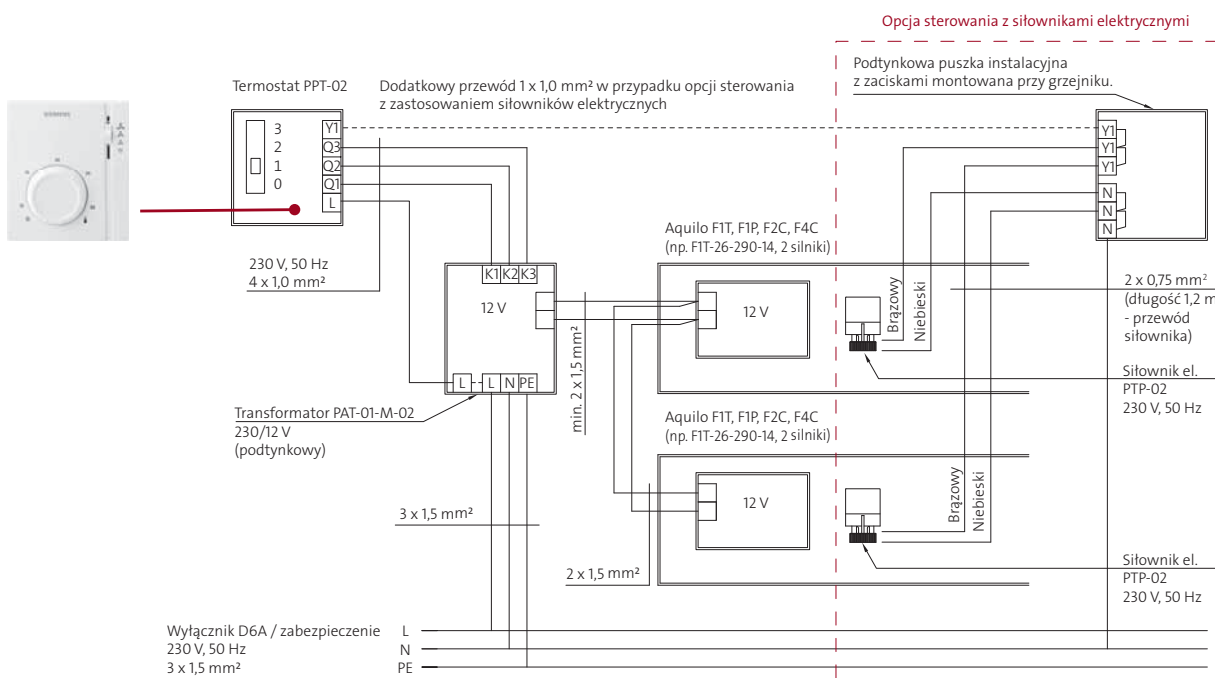 Opcja sterowania z siłownikami elektrycznymi
Podtynkowa puszka instalacyjna
z zaciskami montowana przy grzejniku.
Termostat PPT-02
Dodatkowy przewód 1 x 1,0 mm² w przypadku opcji sterowania
z zastosowaniem siłowników elektrycznych
SIEMENS
3
2
1
0
Y1
Q3
Q2
Q1
L
Y1
Y1
Y1
N
N
N
230 V, 50 Hz
4 x 1,0 mm²
K1 K2 K3
12 V
L L N PE
Transformator PAT-01-M-02
230/12 V
(podtynkowy)
min. 2 x 1,5 mm²
Aquilo F1T, F1P, F2C, F4C
(np. F1T-26-290-14, 2 silniki)
12 V
Brązowy
Niebieski
2 x 0,75 mm²
(długość 1,2 m
- przewód
siłownika)
Siłownik el.
PTP-02
230 V, 50 Hz
Aquilo F1T, F1P, F2C, F4C
(np. F1T-26-290-14, 2 silniki)
12 V
Brązowy
Niebieski
3 x 1,5 mm²
2 x 1,5 mm²
Siłownik el.
PTP-02
230 V, 50 Hz
Wyłącznik D6A / zabezpieczenie
230 V, 50 Hz
3 x 1,5 mm²
L
N
PE